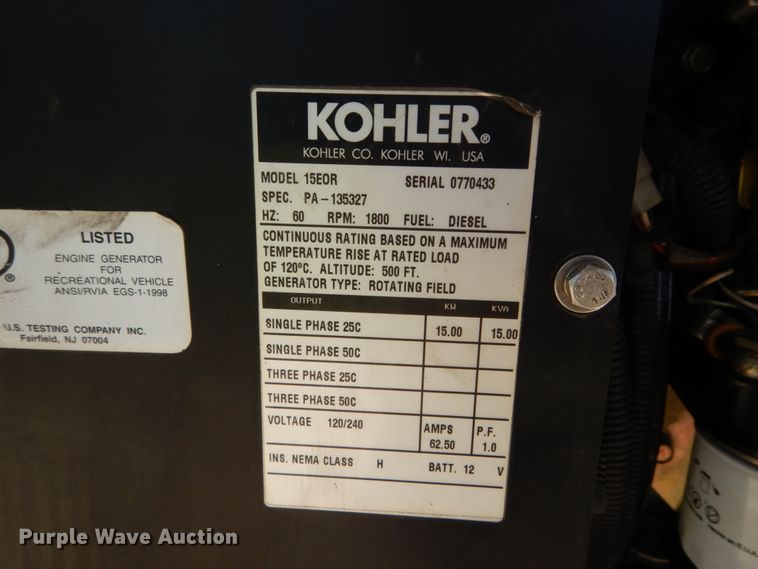 KOHLER®
KOHLER CO. KOHLER WI. USA
MODEL 15EOR SERIAL 0770433
SPEC. PA-135327
HZ: 60 RPM: 1800 FUEL: DIESEL
CONTINUOUS RATING BASED ON A MAXIMUM
TEMPERATURE RISE AT RATED LOAD
OF 120°C. ALTITUDE: 500 FT.
GENERATOR TYPE: ROTATING FIELD
OUTPUT KW KVA
SINGLE PHASE 25C 15.00 15.00
SINGLE PHASE 50C
THREE PHASE 25C
THREE PHASE 50C
VOLTAGE 120/240 AMPS P.F.
62.50 1.0
INS. NEMA CLASS H BATT. 12 V
®
LISTED
ENGINE GENERATOR
FOR
RECREATIONAL VEHICLE
ANSI/RVIA EGS-1-1998
U.S. TESTING COMPANY INC.
Fairfield, NJ 07004
Purple Wave Auction